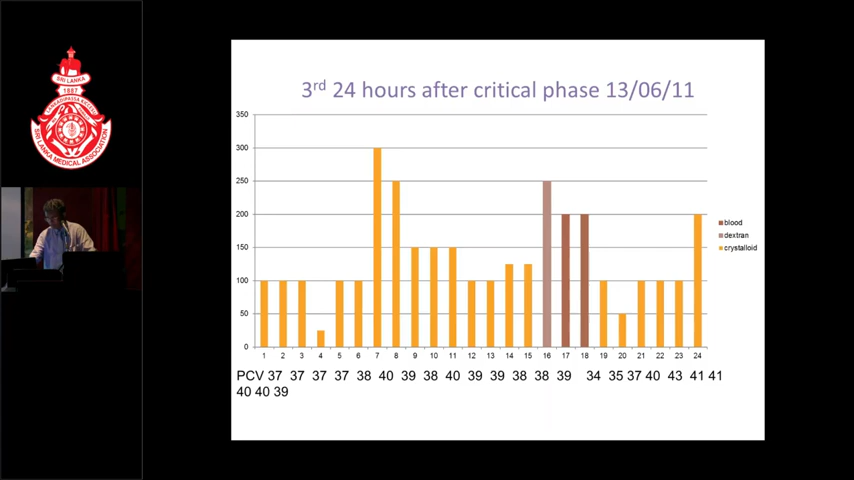 SRI LANKA
1887
SRI LANKA MEDICAL ASSOCIATION
3rd 24 hours after critical phase 13/06/11
350
300
250
200
150
100
50
0
1 2 3 4 5 6 7 8 9 10 11 12 13 14 15 16 17 18 19 20 21 22 23 24
blood
dextran
crystalloid
PCV 37 37 37 37 38 40 39 38 40 39 39 38 38 39 34 35 37 40 43 41 41
40 40 39